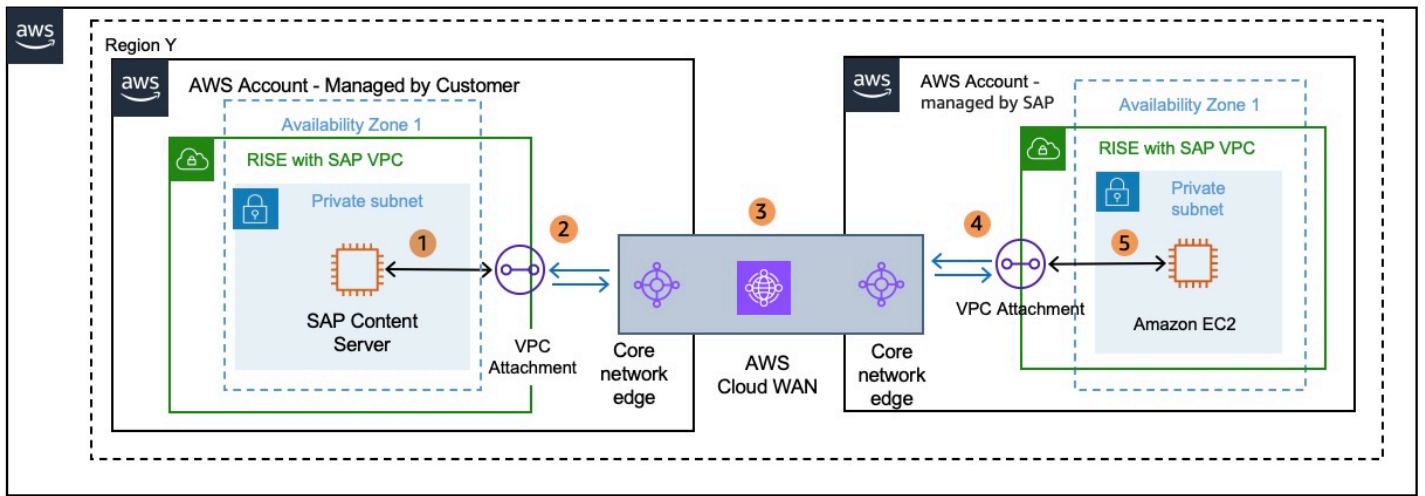 aws
Region Y
aws
AWS Account - Managed by Customer
Availability Zone 1
RISE with SAP VPC
Private subnet
1
SAP Content
Server
VPC
Attachment
2
Core
network
edge
3
AWS
Cloud WAN
Core
network
edge
aws
AWS Account -
managed by SAP
Availability Zone 1
RISE with SAP VPC
Private
subnet
4
VPC Attachment
5
Amazon EC2